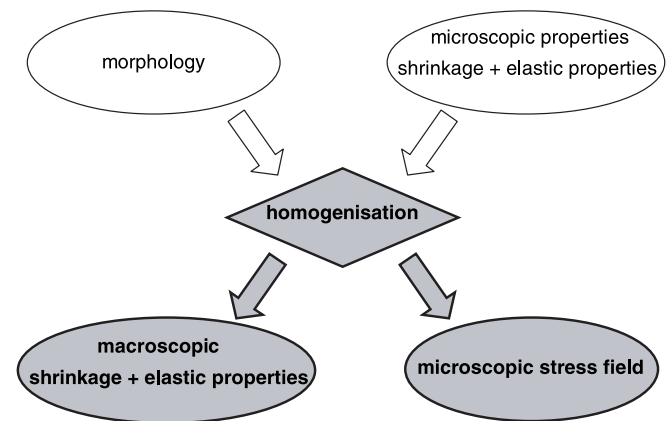 morphology
microscopic properties
shrinkage + elastic properties
homogenisation
macroscopic
shrinkage + elastic properties
microscopic stress field